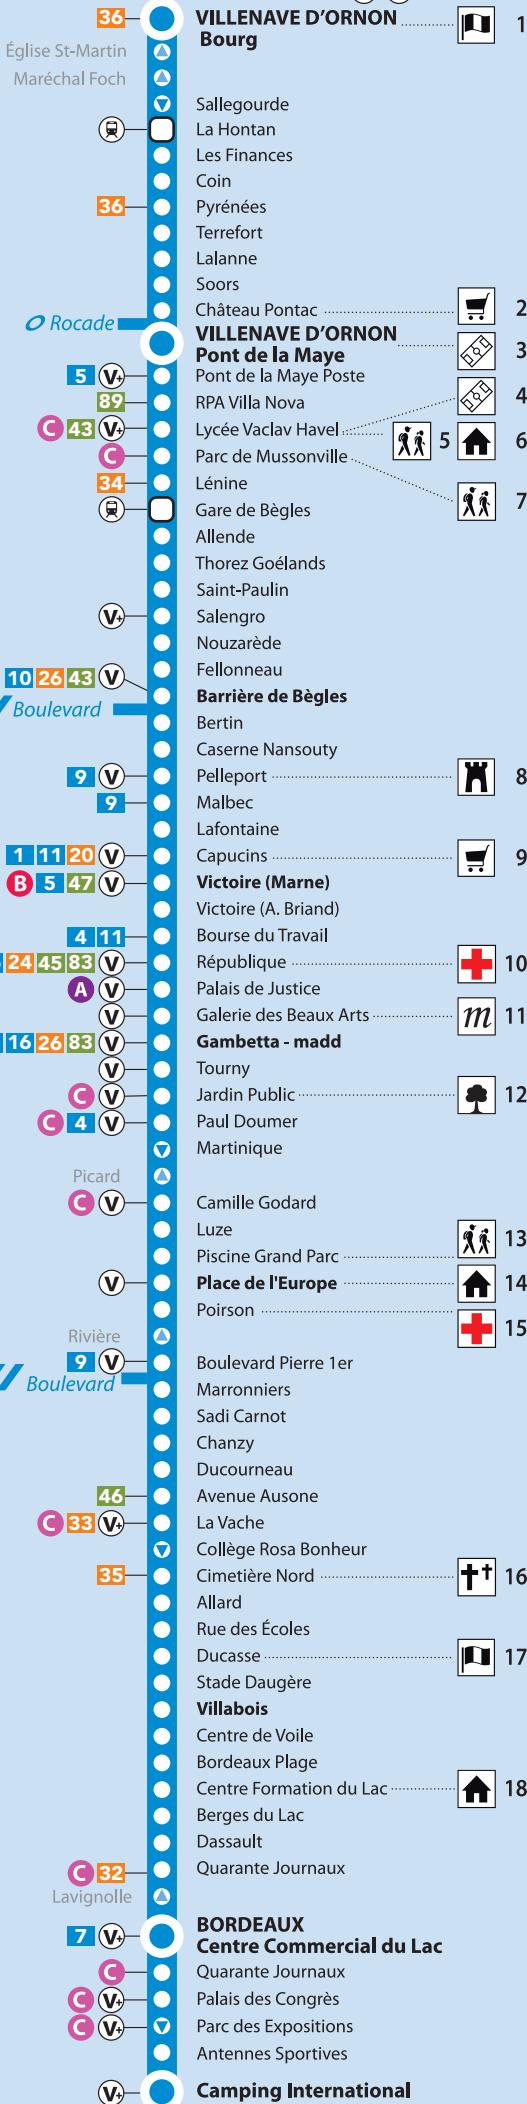 36 VILLENAVE D'ORNON 1
Bourg
Église St-Martin
Maréchal Foch
Sallegourde
La Hontan
Les Finances
Coin
36 Pyrénées
Terrefort
Lalanne
Soors
Château Pontac 2
Rocade
VILLENAVE D'ORNON
Pont de la Maye 3
5 V+ Pont de la Maye Poste
89 RPA Villa Nova 4
C 43 V+ Lycée Vaclav Havel 5 6
C Parc de Mussonville
34 Lénine 7
Gare de Bègles
Allende
Thorez Goélands
Saint-Paulin
V+ Salengro
Nouzarède
10 26 43 V Fellonneau
Barrière de Bègles
Boulevard
Bertin
Caserne Nansouty
9 V Pelleport 8
9 Malbec
Lafontaine
1 11 20 V Capucins 9
B 5 47 V Victoire (Marne)
Victoire (A. Briand)
4 11 Bourse du Travail
24 45 83 V République 10
A V Palais de Justice
V Galerie des Beaux Arts m 11
16 26 83 V Gambetta - madd
V Tourny
C V Jardin Public 12
C 4 V Paul Doumer
Martinique
Picard
C V Camille Godard
Luze
Piscine Grand Parc 13
V Place de l'Europe 14
Poirson 15
Rivière
9 V Boulevard Pierre 1er
Boulevard
Marronniers
Sadi Carnot
Chanzy
Ducourneau
46 Avenue Ausone
C 33 V+ La Vache
Collège Rosa Bonheur
35 Cimetière Nord 16
Allard
Rue des Écoles
Ducasse 17
Stade Daugère
Villabois
Centre de Voile
Bordeaux Plage
Centre Formation du Lac 18
Berges du Lac
Dassault
C 32 Quarante Journaux
Lavignolle
BORDEAUX
7 V+ Centre Commercial du Lac
C Quarante Journaux
C V+ Palais des Congrès
C V+ Parc des Expositions
Antennes Sportives
V+ Camping International